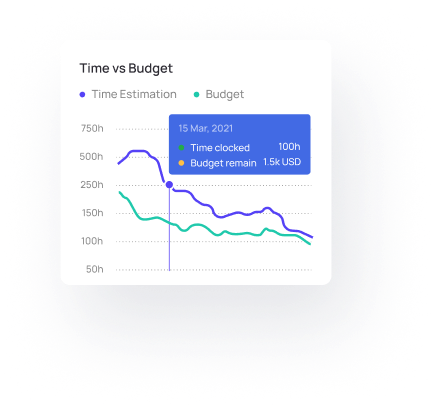 Time vs Budget
Time Estimation Budget
750h
15 Mar, 2021
Time clocked 100h
500h
Budget remain 1.5k USD
250h
150h
100h
50h